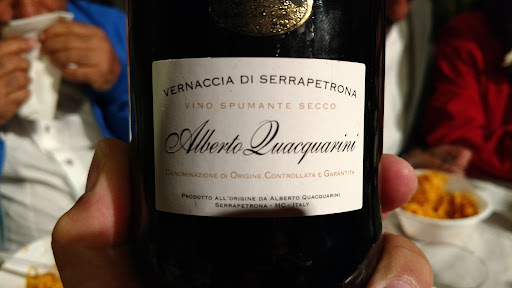 VERNACCIA DI SERRAPETRONA
VINO SPUMANTE SECCO
Alberto Quacquarini
DENOMINAZIONE DI ORIGINE CONTROLLATA E GARANTITA
PRODOTTO ALL'ORIGINE DA ALBERTO QUACQUARINI
SERRAPETRONA - MC - ITALY